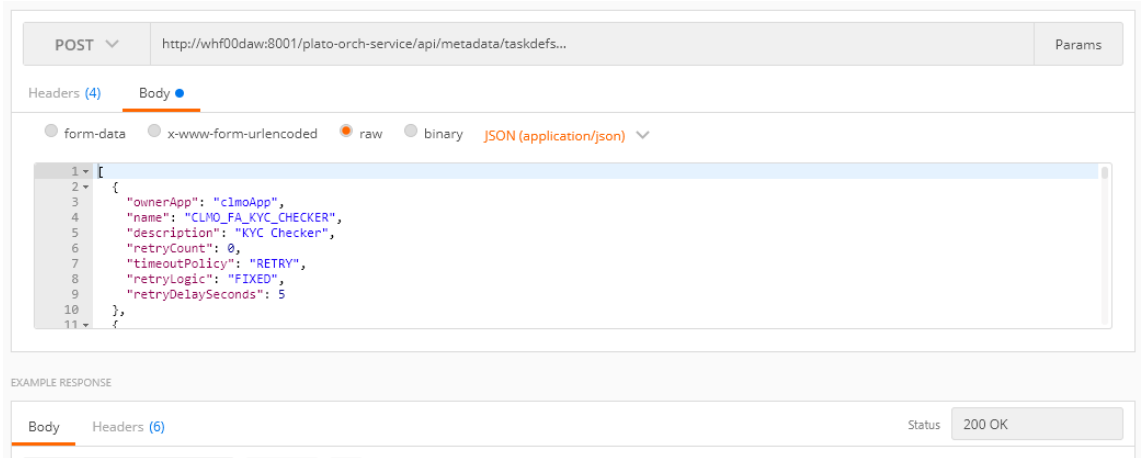 POST http://whf00daw:8001/plato-orch-service/api/metadata/taskdefs... Params
Headers (4) Body
form-data x-www-form-urlencoded raw binary JSON (application/json)
1 [
2 {
3 "ownerApp": "clmoApp",
4 "name": "CLMO_FA_KYC_CHECKER",
5 "description": "KYC Checker",
6 "retryCount": 0,
7 "timeoutPolicy": "RETRY",
8 "retryLogic": "FIXED",
9 "retryDelaySeconds": 5
10 },
11 {
EXAMPLE RESPONSE
Body Headers (6) Status 200 OK